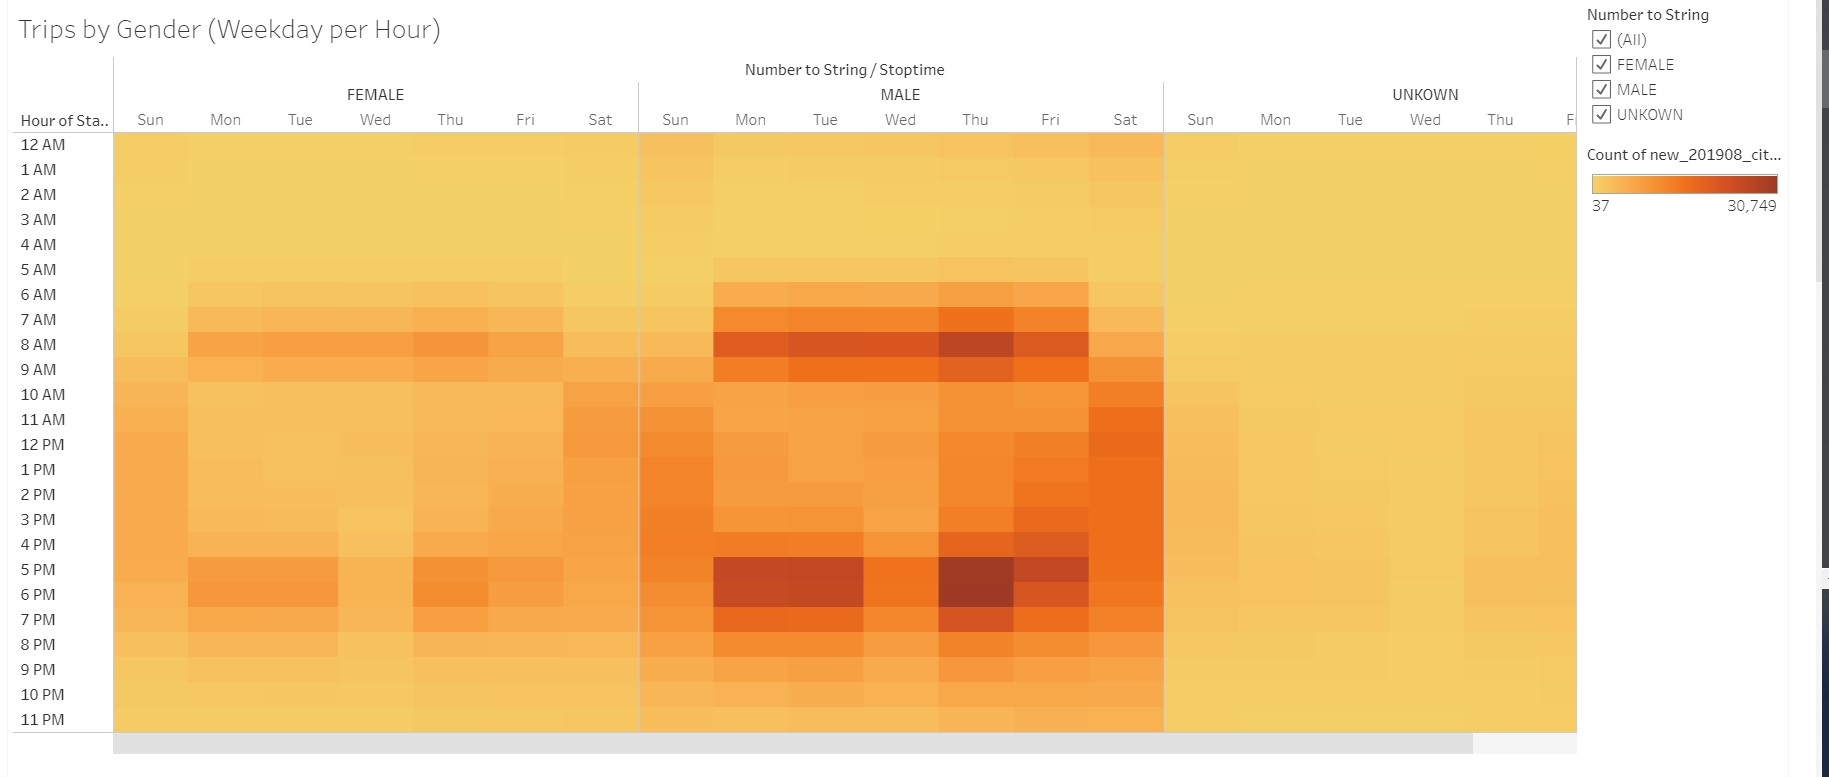 Trips by Gender (Weekday per Hour)
Number to String / Stoptime
FEMALE MALE UNKOWN
Hour of Sta.. Sun Mon Tue Wed Thu Fri Sat Sun Mon Tue Wed Thu Fri Sat Sun Mon Tue Wed Thu F
12 AM
1 AM
2 AM
3 AM
4 AM
5 AM
6 AM
7 AM
8 AM
9 AM
10 AM
11 AM
12 PM
1 PM
2 PM
3 PM
4 PM
5 PM
6 PM
7 PM
8 PM
9 PM
10 PM
11 PM
Number to String
(All)
FEMALE
MALE
UNKOWN
Count of new_201908_cit...
37 30,749